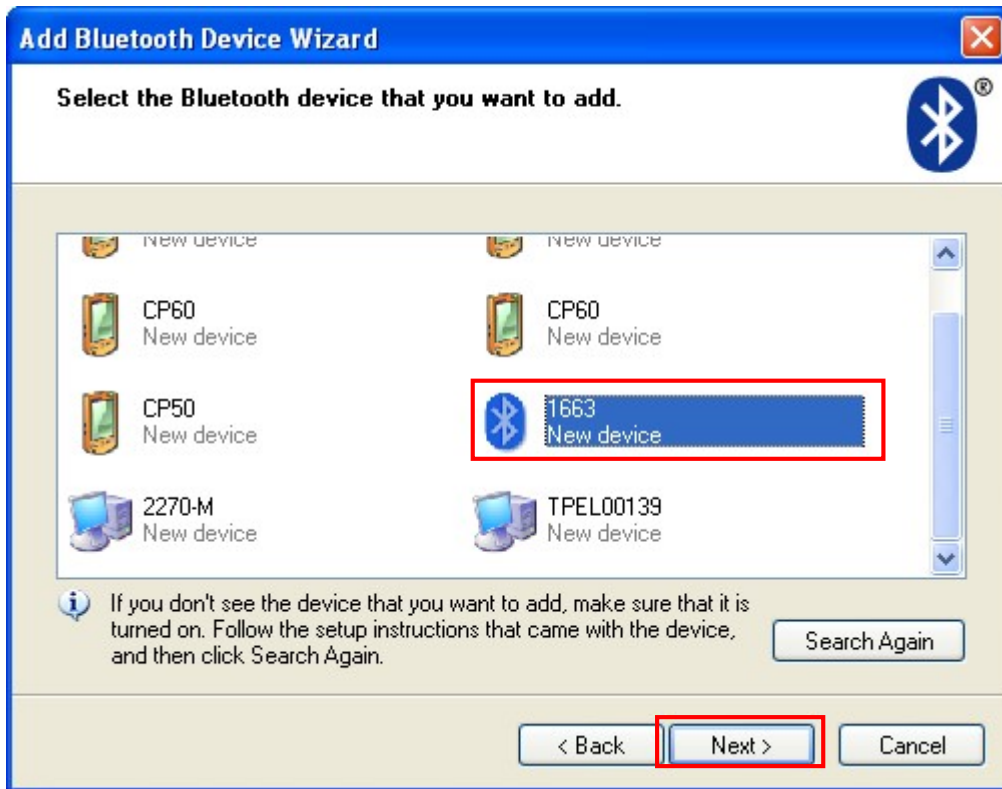 Add Bluetooth Device Wizard
Select the Bluetooth device that you want to add.
®
New device New device
CP60 CP60
New device New device
CP50 1663
New device New device
2270-M TPEL00139
New device New device
If you don't see the device that you want to add, make sure that it is
turned on. Follow the setup instructions that came with the device,
and then click Search Again.
Search Again
< Back Next > Cancel